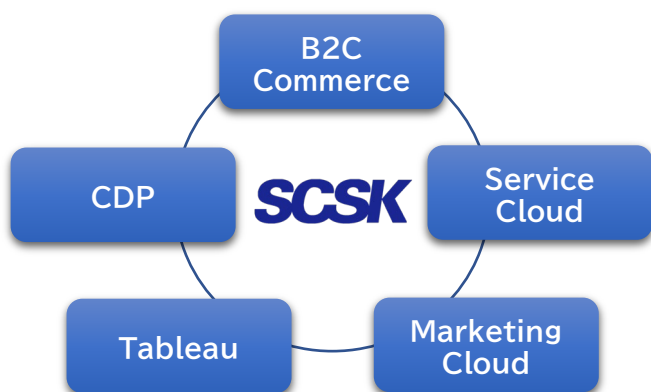 B2C
Commerce
CDP
SCSK
Service
Cloud
Tableau
Marketing
Cloud